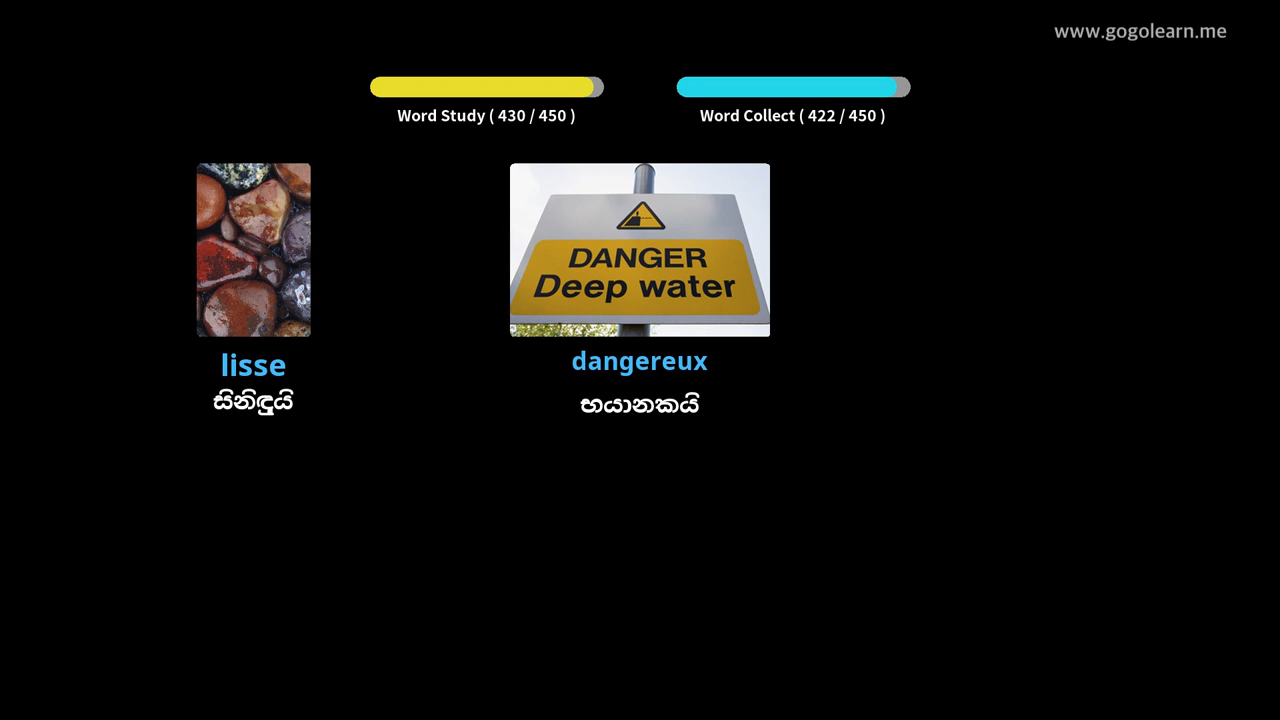 www.gogolearn.me
Word Study ( 430 / 450 )
Word Collect ( 422 / 450 )
DANGER
Deep water
lisse
සිනිඳුයි
dangereux
භයානකයි